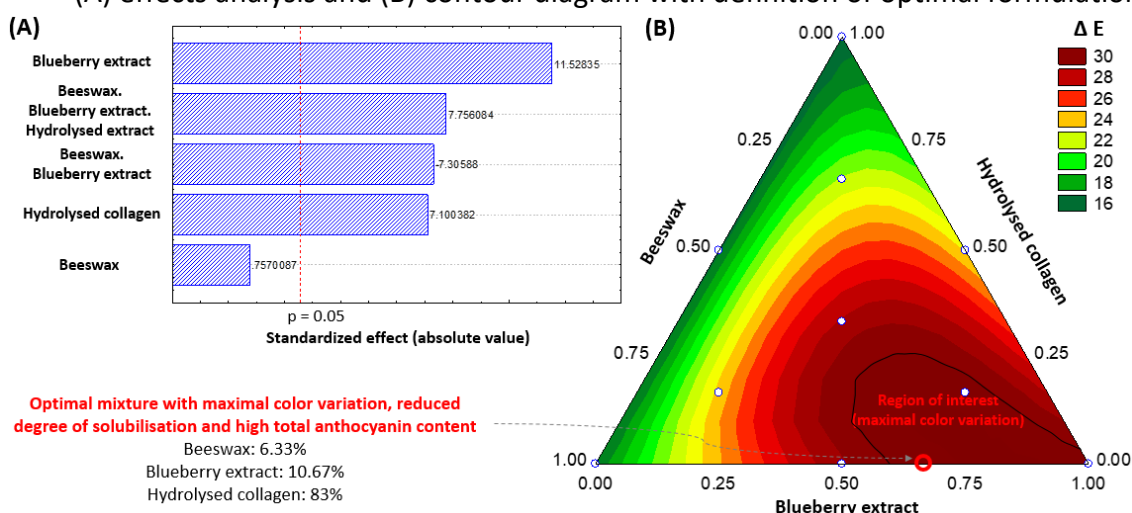 (A) effects analysis and (B) contour diagram with definition of optimal formulation
(A)
Blueberry extract
11.52835
Beeswax.
Blueberry extract.
Hydrolysed extract
7.756084
Beeswax.
Blueberry extract
-7.30588
Hydrolysed collagen
7.100382
Beeswax
.7570087
p = 0.05
Standardized effect (absolute value)
Optimal mixture with maximal color variation, reduced
degree of solubilisation and high total anthocyanin content
Beeswax: 6.33%
Blueberry extract: 10.67%
Hydrolysed collagen: 83%
(B)
0.00 1.00
0.25 0.75
0.50 0.50
0.75 0.25
1.00 0.00
Beeswax
Hydrolysed collagen
Region of interest
(maximal color variation)
0.00 0.25 0.50 0.75 1.00
Blueberry extract
Δ E
30
28
26
24
22
20
18
16